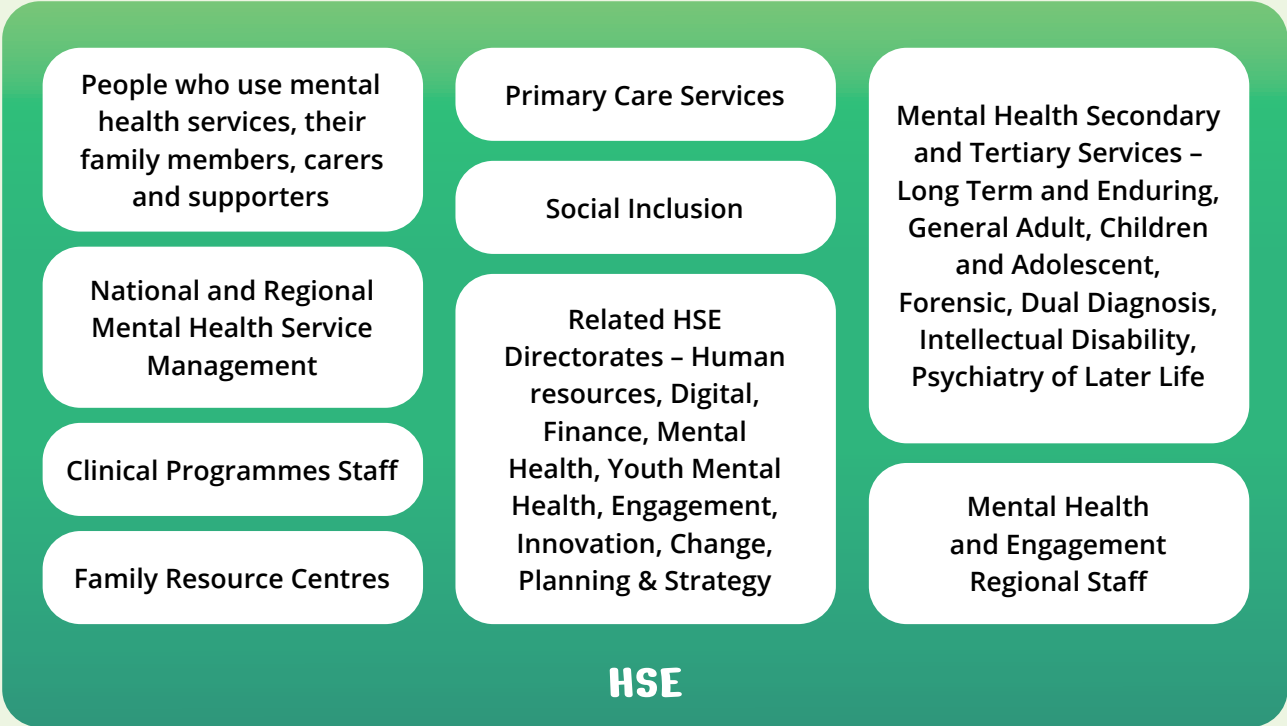 People who use mental
health services, their
family members, carers
and supporters
National and Regional
Mental Health Service
Management
Clinical Programmes Staff
Family Resource Centres
Primary Care Services
Social Inclusion
Related HSE
Directorates – Human
resources, Digital,
Finance, Mental
Health, Youth Mental
Health, Engagement,
Innovation, Change,
Planning & Strategy
Mental Health Secondary
and Tertiary Services –
Long Term and Enduring,
General Adult, Children
and Adolescent,
Forensic, Dual Diagnosis,
Intellectual Disability,
Psychiatry of Later Life
Mental Health
and Engagement
Regional Staff
HSE